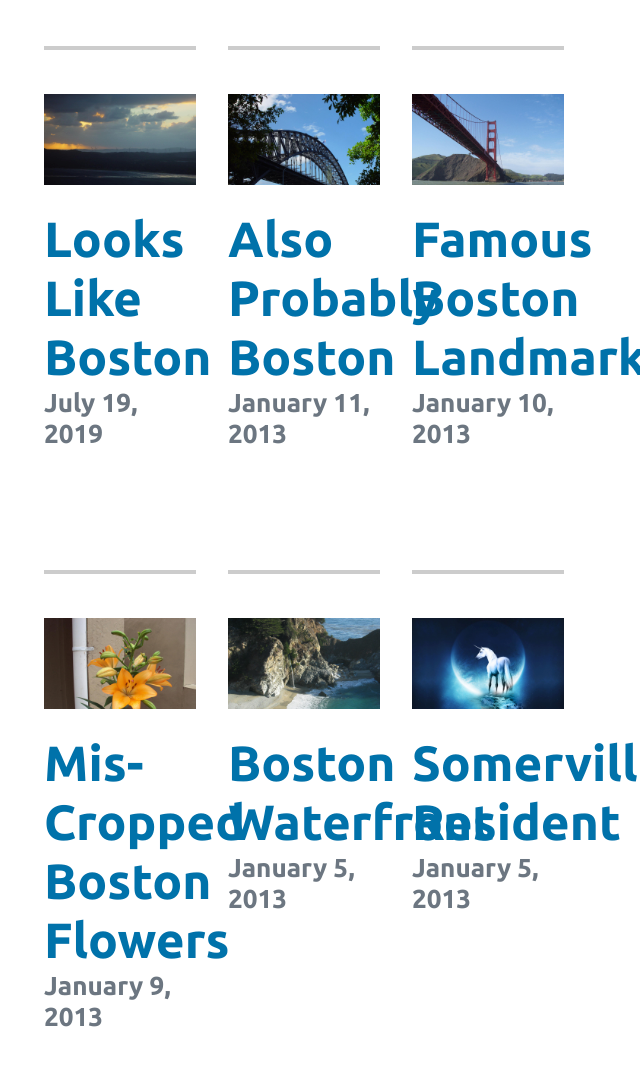 Looks
Like
Boston
July 19,
2019
Also
Probably
Boston
January 11,
2013
Famous
Boston
Landmark
January 10,
2013
Mis-
Cropped
Boston
Flowers
January 9,
2013
Boston
Waterfront
January 5,
2013
Somervill
Resident
January 5,
2013